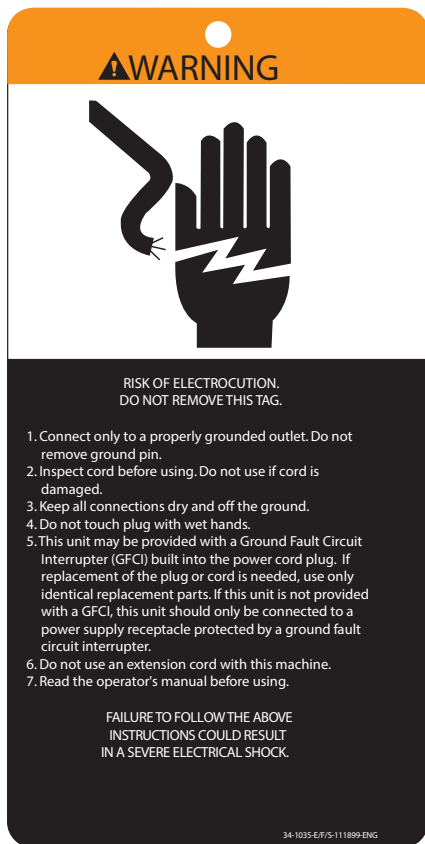 WARNING
RISK OF ELECTROCUTION.
DO NOT REMOVE THIS TAG.
1. Connect only to a properly grounded outlet. Do not
remove ground pin.
2. Inspect cord before using. Do not use if cord is
damaged.
3. Keep all connections dry and off the ground.
4. Do not touch plug with wet hands.
5. This unit may be provided with a Ground Fault Circuit
Interrupter (GFCI) built into the power cord plug. If
replacement of the plug or cord is needed, use only
identical replacement parts. If this unit is not provided
with a GFCI, this unit should only be connected to a
power supply receptacle protected by a ground fault
circuit interrupter.
6. Do not use an extension cord with this machine.
7. Read the operator's manual before using.
FAILURE TO FOLLOW THE ABOVE
INSTRUCTIONS COULD RESULT
IN A SEVERE ELECTRICAL SHOCK.
34-1035-E/F/S-111899-ENG